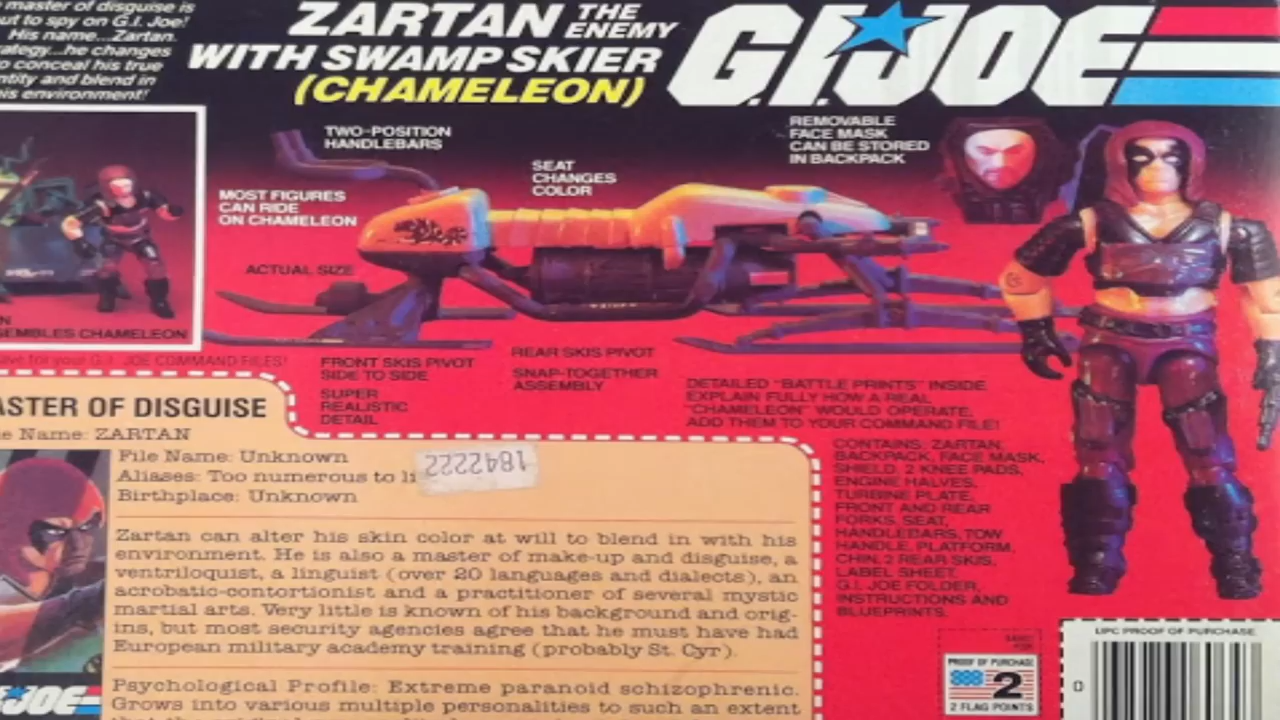 master of disguise is
ut to spy on G.I. Joe!
His name...Zartan.
ategy...he changes
o conceal his true
ntity and blend in
is environment!
ZARTAN THE ENEMY
WITH SWAMP SKIER
(CHAMELEON)
G.I. JOE
TWO-POSITION
HANDLEBARS
MOST FIGURES
CAN RIDE
ON CHAMELEON
SEAT
CHANGES
COLOR
REMOVABLE
FACE MASK
CAN BE STORED
IN BACKPACK
ACTUAL SIZE
N
SEMBLES CHAMELEON
ave for your G.I. JOE COMMAND FILES!
FRONT SKIS PIVOT
SIDE TO SIDE
SUPER
REALISTIC
DETAIL
REAR SKIS PIVOT
SNAP-TOGETHER
ASSEMBLY
DETAILED "BATTLE PRINTS" INSIDE
EXPLAIN FULLY HOW A REAL
"CHAMELEON" WOULD OPERATE.
ADD THEM TO YOUR COMMAND FILE!
CONTAINS: ZARTAN,
BACKPACK, FACE MASK,
SHIELD, 2 KNEE PADS,
ENGINE HALVES,
TURBINE PLATE,
FRONT AND REAR
FORKS, SEAT,
HANDLEBARS, TOW
HANDLE, PLATFORM,
CHIN, 2 REAR SKIS,
LABEL SHEET,
G.I. JOE FOLDER,
INSTRUCTIONS AND
BLUEPRINTS.
ASTER OF DISGUISE
e Name: ZARTAN
File Name: Unknown
Aliases: Too numerous to li
Birthplace: Unknown
1842222
Zartan can alter his skin color at will to blend in with his
environment. He is also a master of make-up and disguise, a
ventriloquist, a linguist (over 20 languages and dialects), an
acrobatic-contortionist and a practitioner of several mystic
martial arts. Very little is known of his background and orig-
ins, but most security agencies agree that he must have had
European military academy training (probably St. Cyr).
Psychological Profile: Extreme paranoid schizophrenic.
Grows into various multiple personalities to such an extent
JOE
PROOF OF PURCHASE
2
2 FLAG POINTS
UPC PROOF OF PURCHASE
0